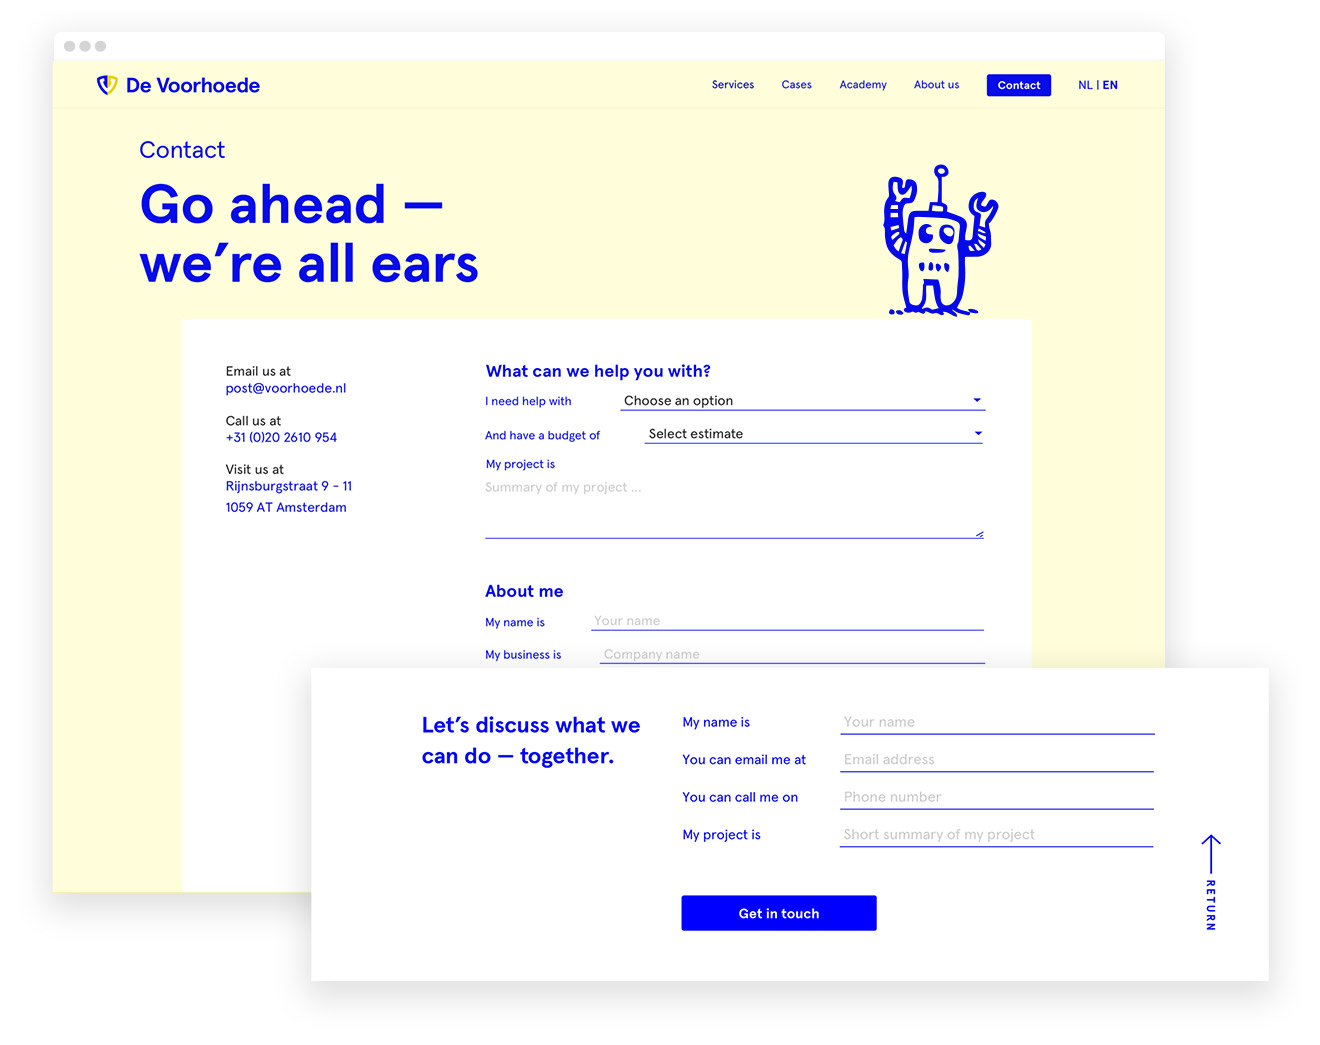 De Voorhoede
Services Cases Academy About us Contact NL | EN
Contact
Go ahead —
we’re all ears
Email us at
post@voorhoede.nl
Call us at
+31 (0)20 2610 954
Visit us at
Rijnsburgstraat 9 - 11
1059 AT Amsterdam
What can we help you with?
I need help with Choose an option
And have a budget of Select estimate
My project is
Summary of my project ...
About me
My name is Your name
My business is Company name
Let’s discuss what we
can do — together.
My name is Your name
You can email me at Email address
You can call me on Phone number
My project is Short summary of my project
Get in touch
RETURN